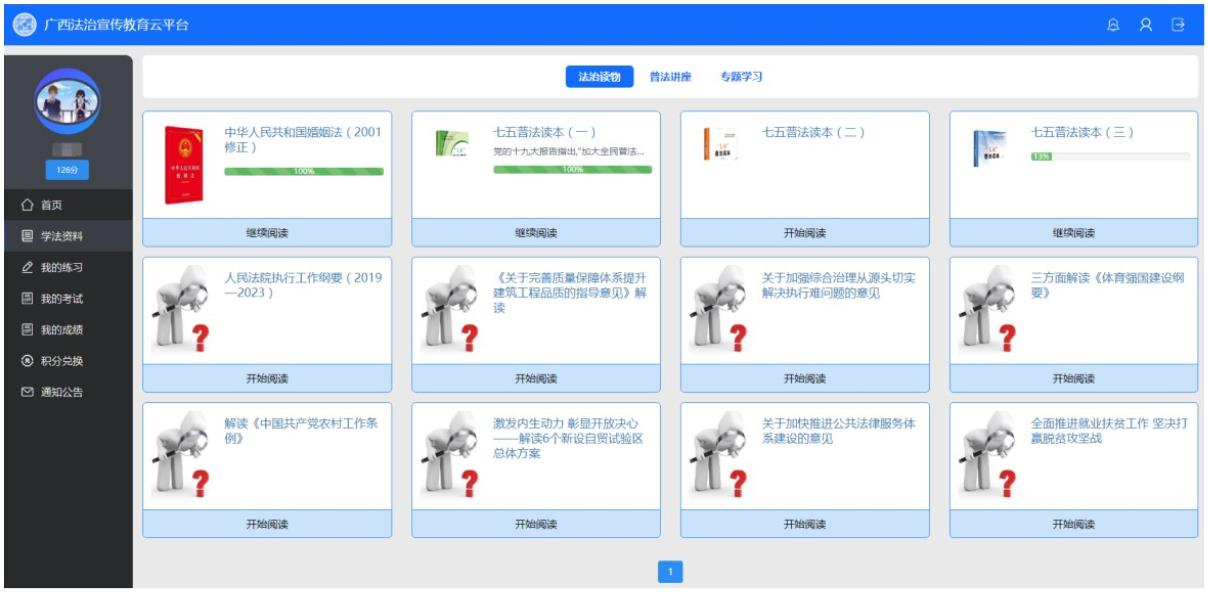 广西法治宣传教育云平台
126分
首页
学法资料
我的练习
我的考试
我的成绩
积分兑换
通知公告
法治读物 普法讲座 专题学习
中华人民共和国婚姻法（2001
修正）
100%
继续阅读
七五普法读本（一）
党的十九大报告指出,"加大全民普法...
100%
继续阅读
七五普法读本（二）
开始阅读
七五普法读本（三）
13%
继续阅读
人民法院执行工作纲要（2019
—2023）
开始阅读
《关于完善质量保障体系提升
建筑工程品质的指导意见》解
读
开始阅读
关于加强综合治理从源头切实
解决执行难问题的意见
开始阅读
三方面解读《体育强国建设纲
要》
开始阅读
解读《中国共产党农村工作条
例》
开始阅读
激发内生动力 彰显开放决心
——解读6个新设自贸试验区
总体方案
开始阅读
关于加快推进公共法律服务体
系建设的意见
开始阅读
全面推进就业扶贫工作 坚决打
赢脱贫攻坚战
开始阅读
1